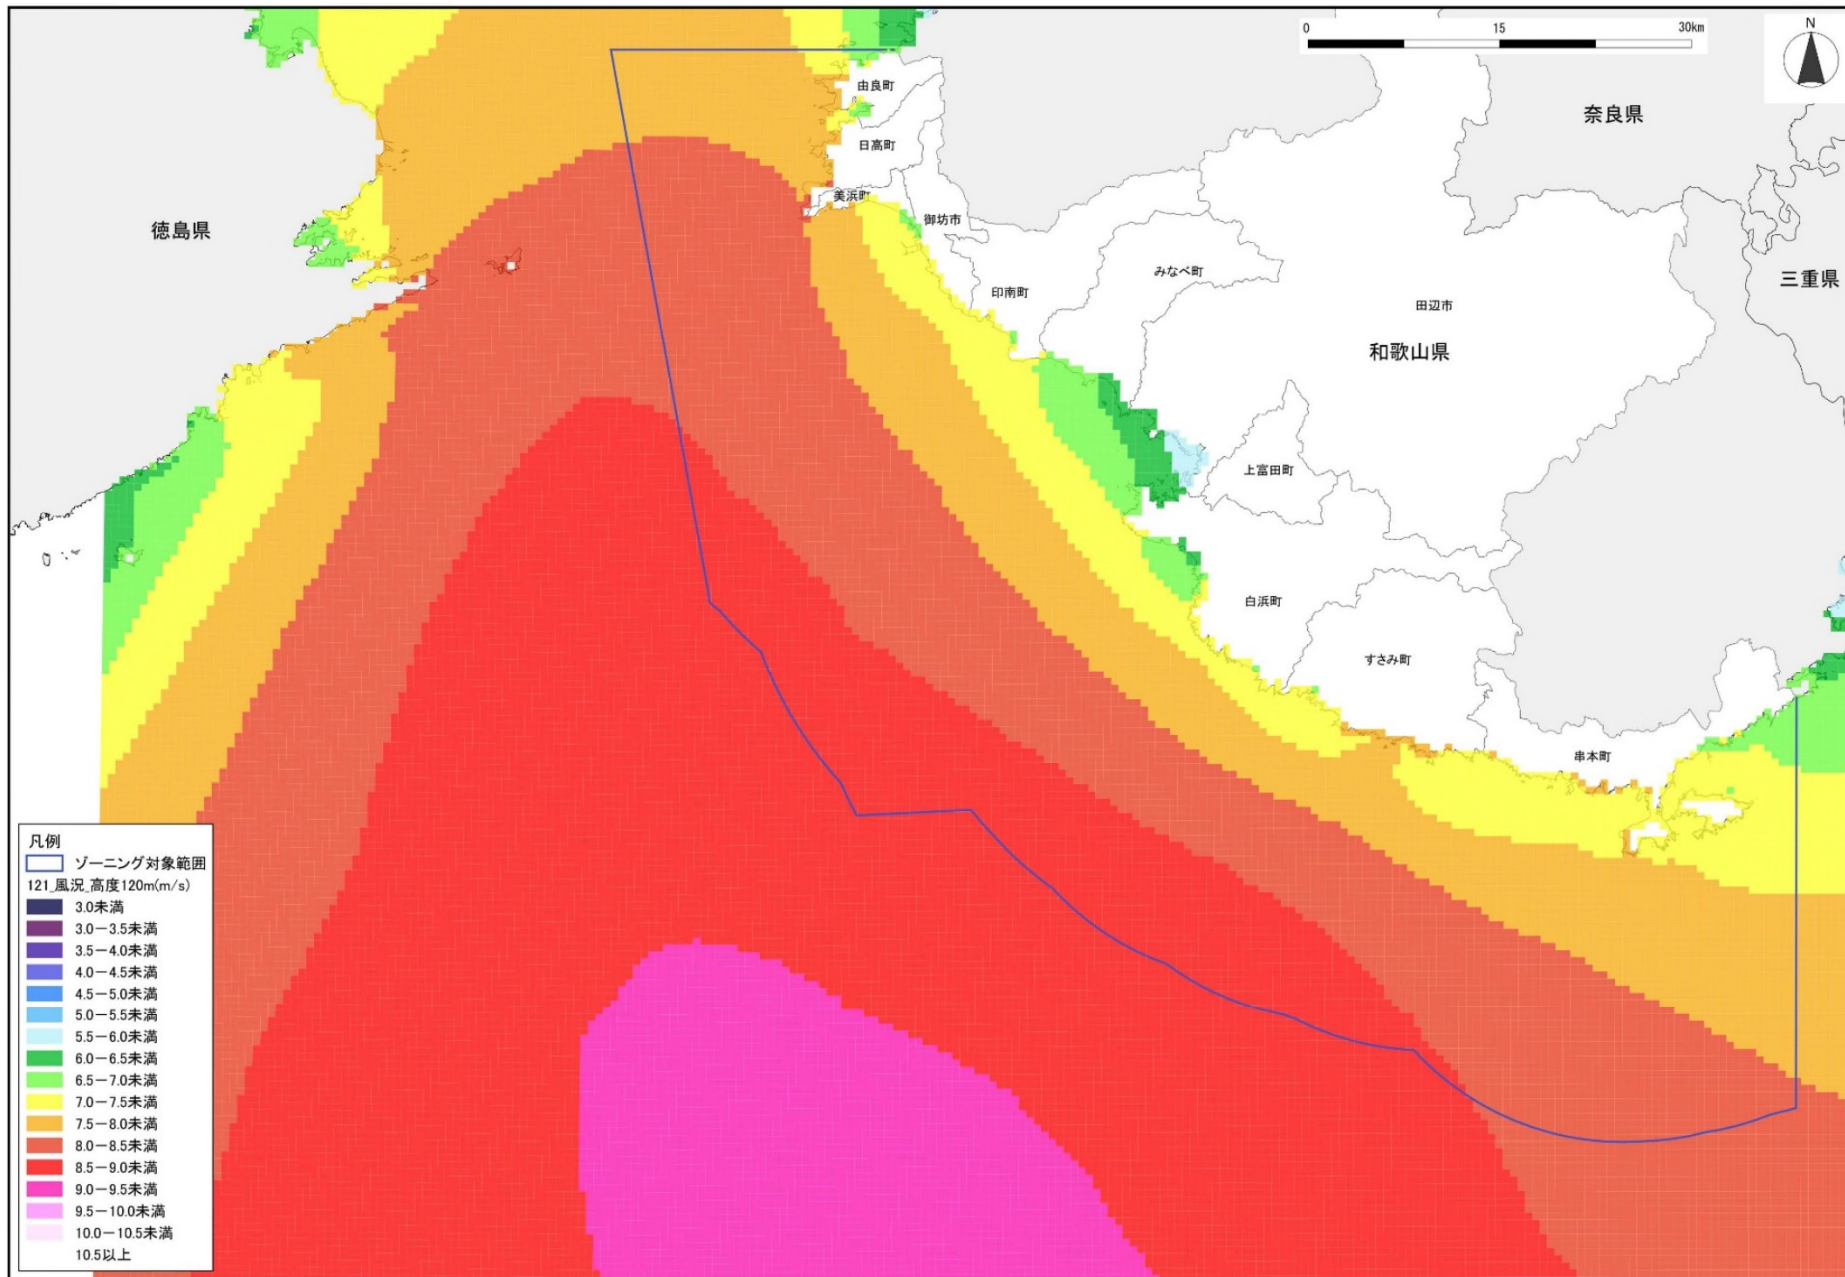 0 15 30km
N
由良町
奈良県
日高町
美浜町
徳島県
御坊市
みなべ町
三重県
印南町
田辺市
和歌山県
上富田町
白浜町
すさみ町
串本町
凡例
ゾーニング対象範囲
121_風況_高度120m(m/s)
3.0未満
3.0－3.5未満
3.5－4.0未満
4.0－4.5未満
4.5－5.0未満
5.0－5.5未満
5.5－6.0未満
6.0－6.5未満
6.5－7.0未満
7.0－7.5未満
7.5－8.0未満
8.0－8.5未満
8.5－9.0未満
9.0－9.5未満
9.5－10.0未満
10.0－10.5未満
10.5以上